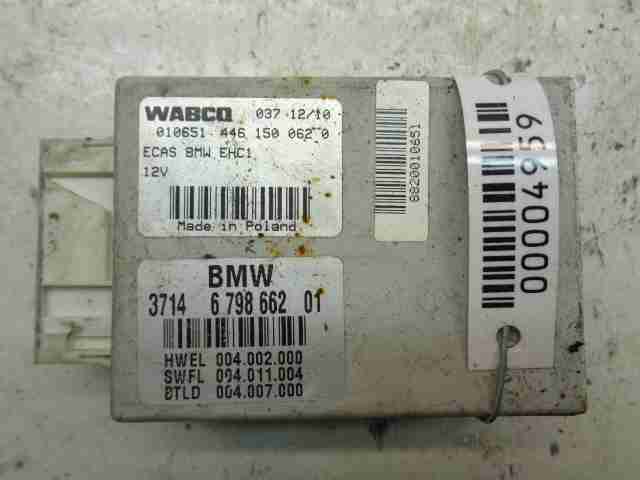 WABCO 037 12/10
010651 446 150 062 0
ECAS BMW EHC1
12V
Made in Poland
8820010651
BMW
3714 6 798 662 01
HWEL 004.002.000
SWFL 004.011.004
BTLD 004.007.000
00004959